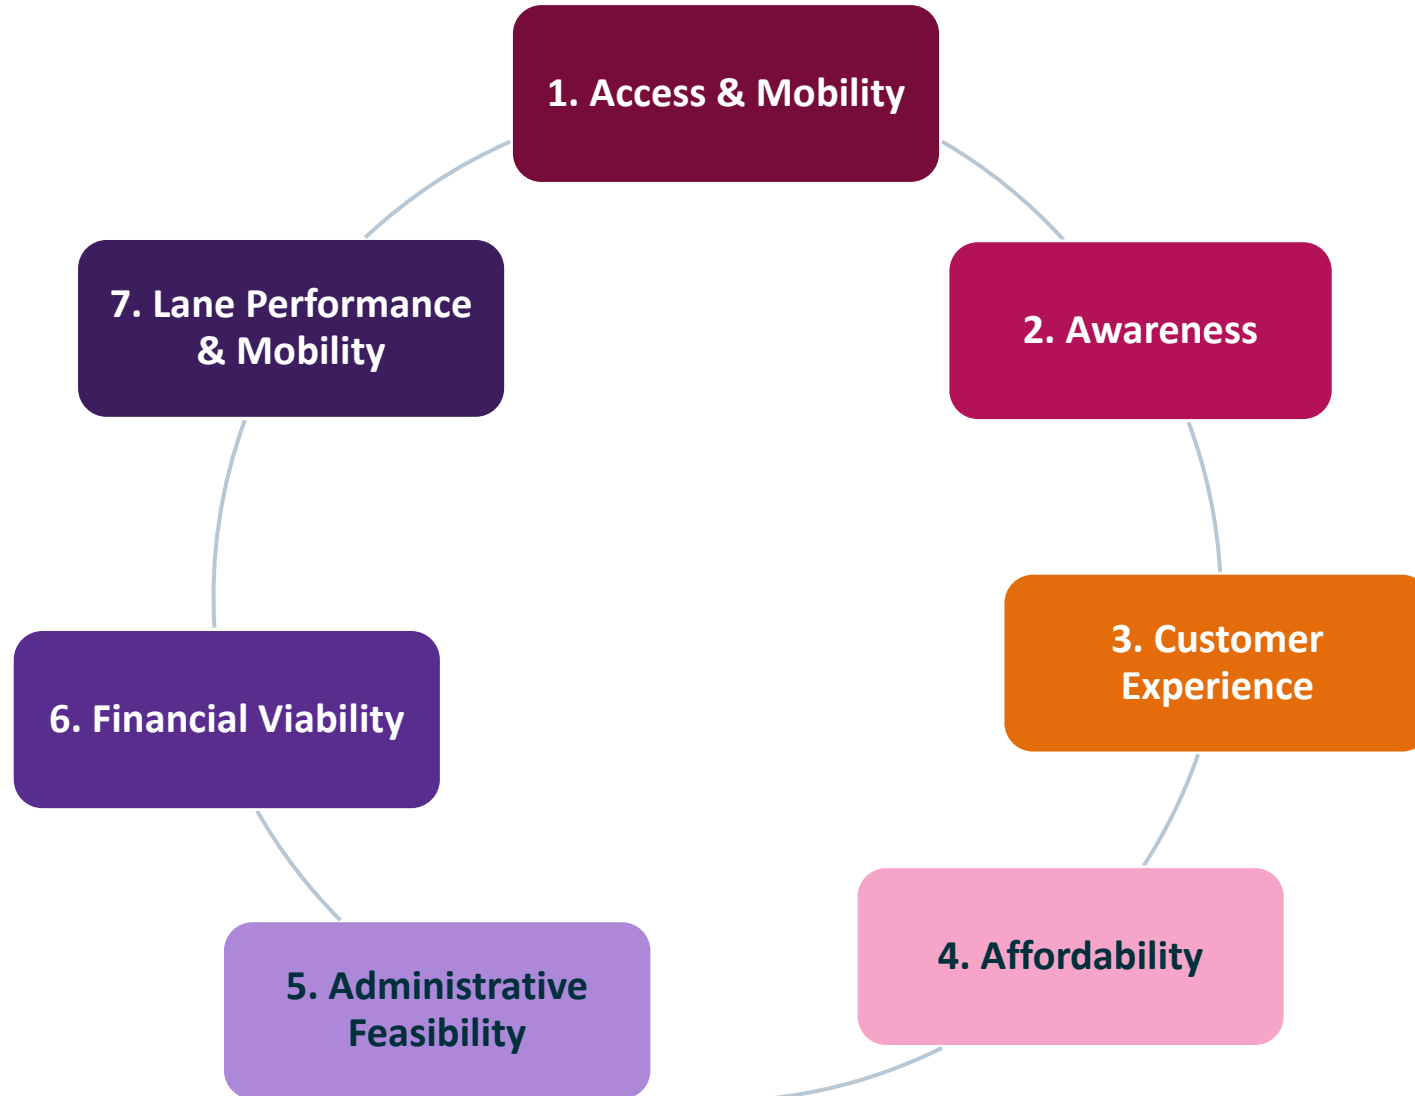 1. Access & Mobility
2. Awareness
3. Customer
Experience
4. Affordability
5. Administrative
Feasibility
6. Financial Viability
7. Lane Performance
& Mobility